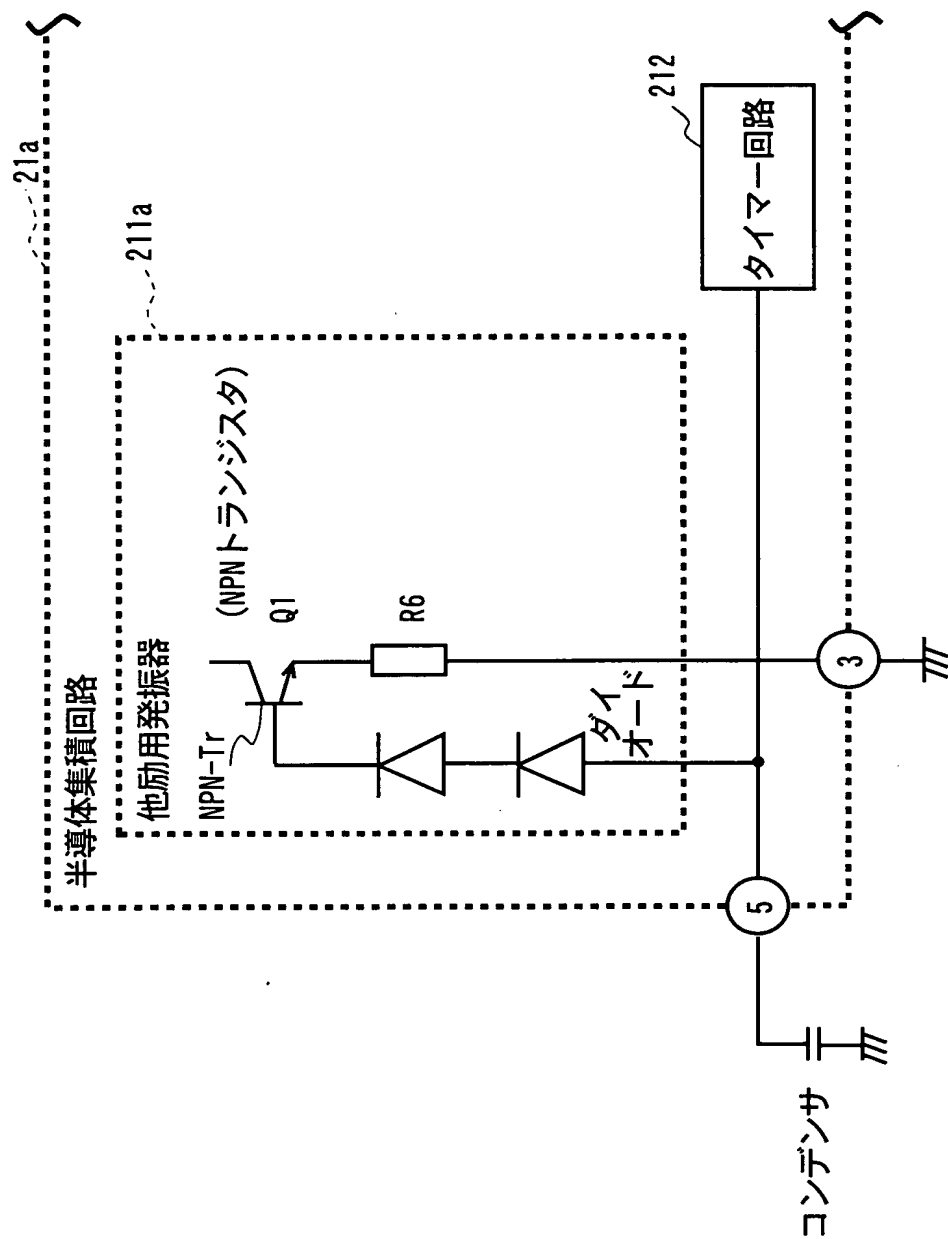 21a
半導体集積回路
211a
他励用発振器
NPN-Tr
(NPNトランジスタ)
Q1
R6
ダイ
オード
212
タイマー回路
5
3
コンデンサ